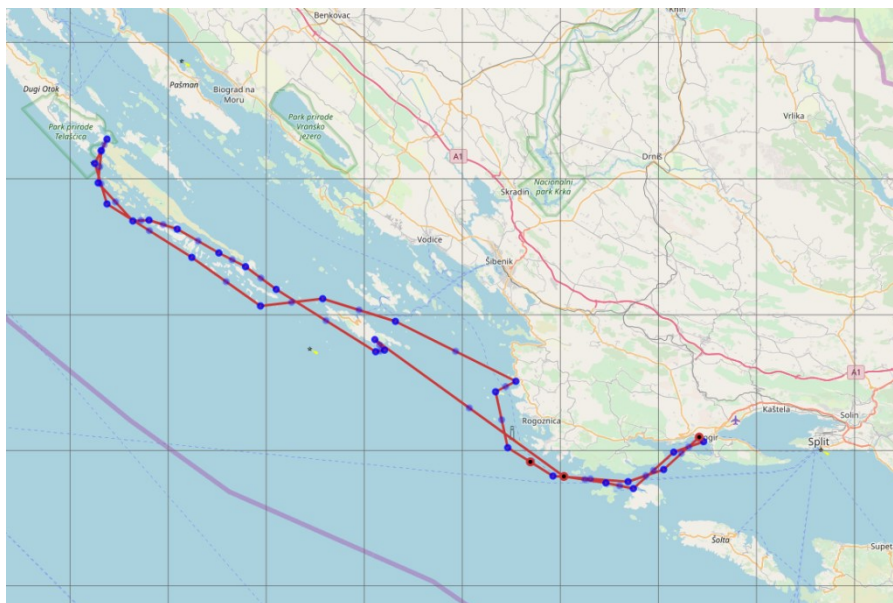 Benkovac
Knin
Dugi Otok
Pašman
Biograd na
Moru
Park prirode
Telašćica
Park prirode
Vransko
jezero
Vrlika
A1
Drniš
Skradin
Nacionalni
park Krka
Vodice
Šibenik
A1
Rogoznica
Kaštela
Solin
Split
Šolta
Supetar